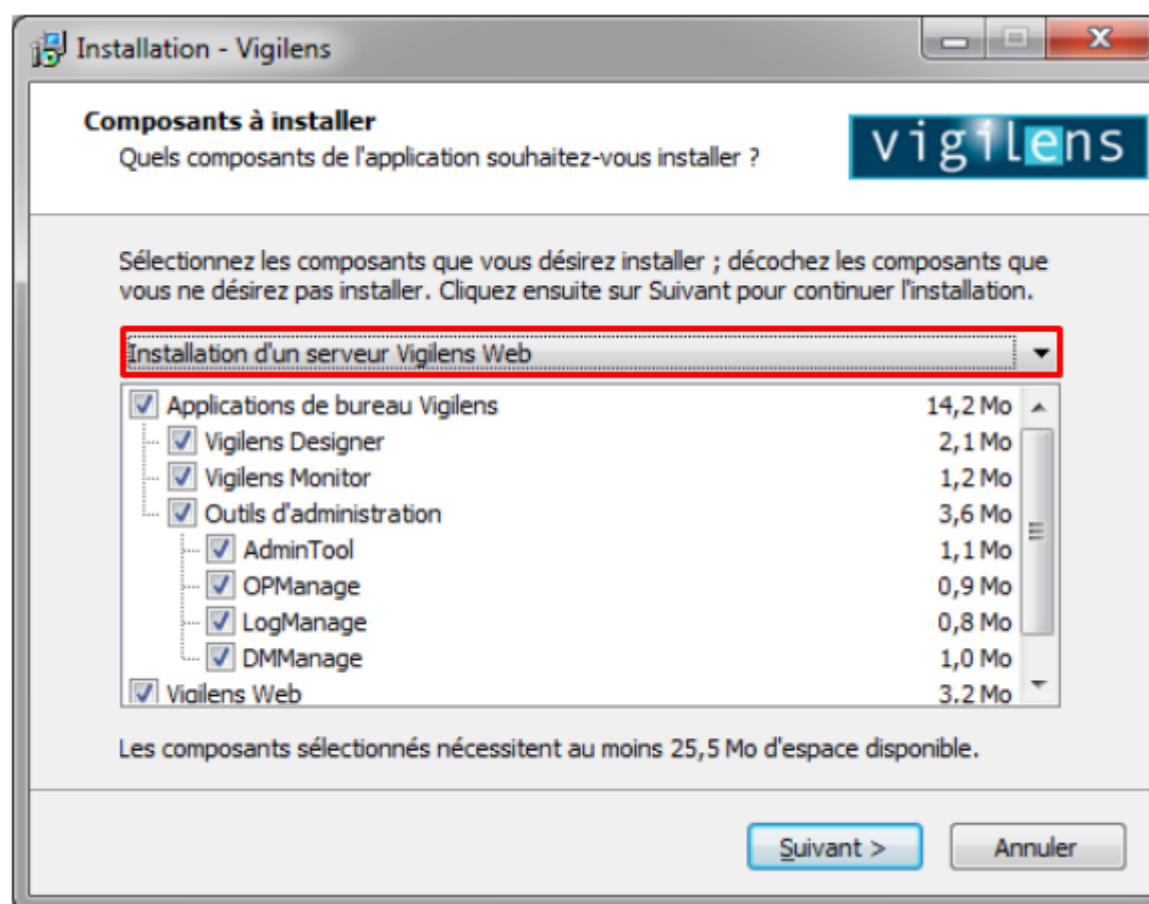 Installation - Vigilens
Composants à installer
Quels composants de l'application souhaitez-vous installer ?
vigilens
Sélectionnez les composants que vous désirez installer ; décochez les composants que
vous ne désirez pas installer. Cliquez ensuite sur Suivant pour continuer l'installation.
Installation d'un serveur Vigilens Web
Applications de bureau Vigilens 14,2 Mo
Vigilens Designer 2,1 Mo
Vigilens Monitor 1,2 Mo
Outils d'administration 3,6 Mo
AdminTool 1,1 Mo
OPManage 0,9 Mo
LogManage 0,8 Mo
DMManage 1,0 Mo
Vigilens Web 3,2 Mo
Les composants sélectionnés nécessitent au moins 25,5 Mo d'espace disponible.
Suivant > Annuler